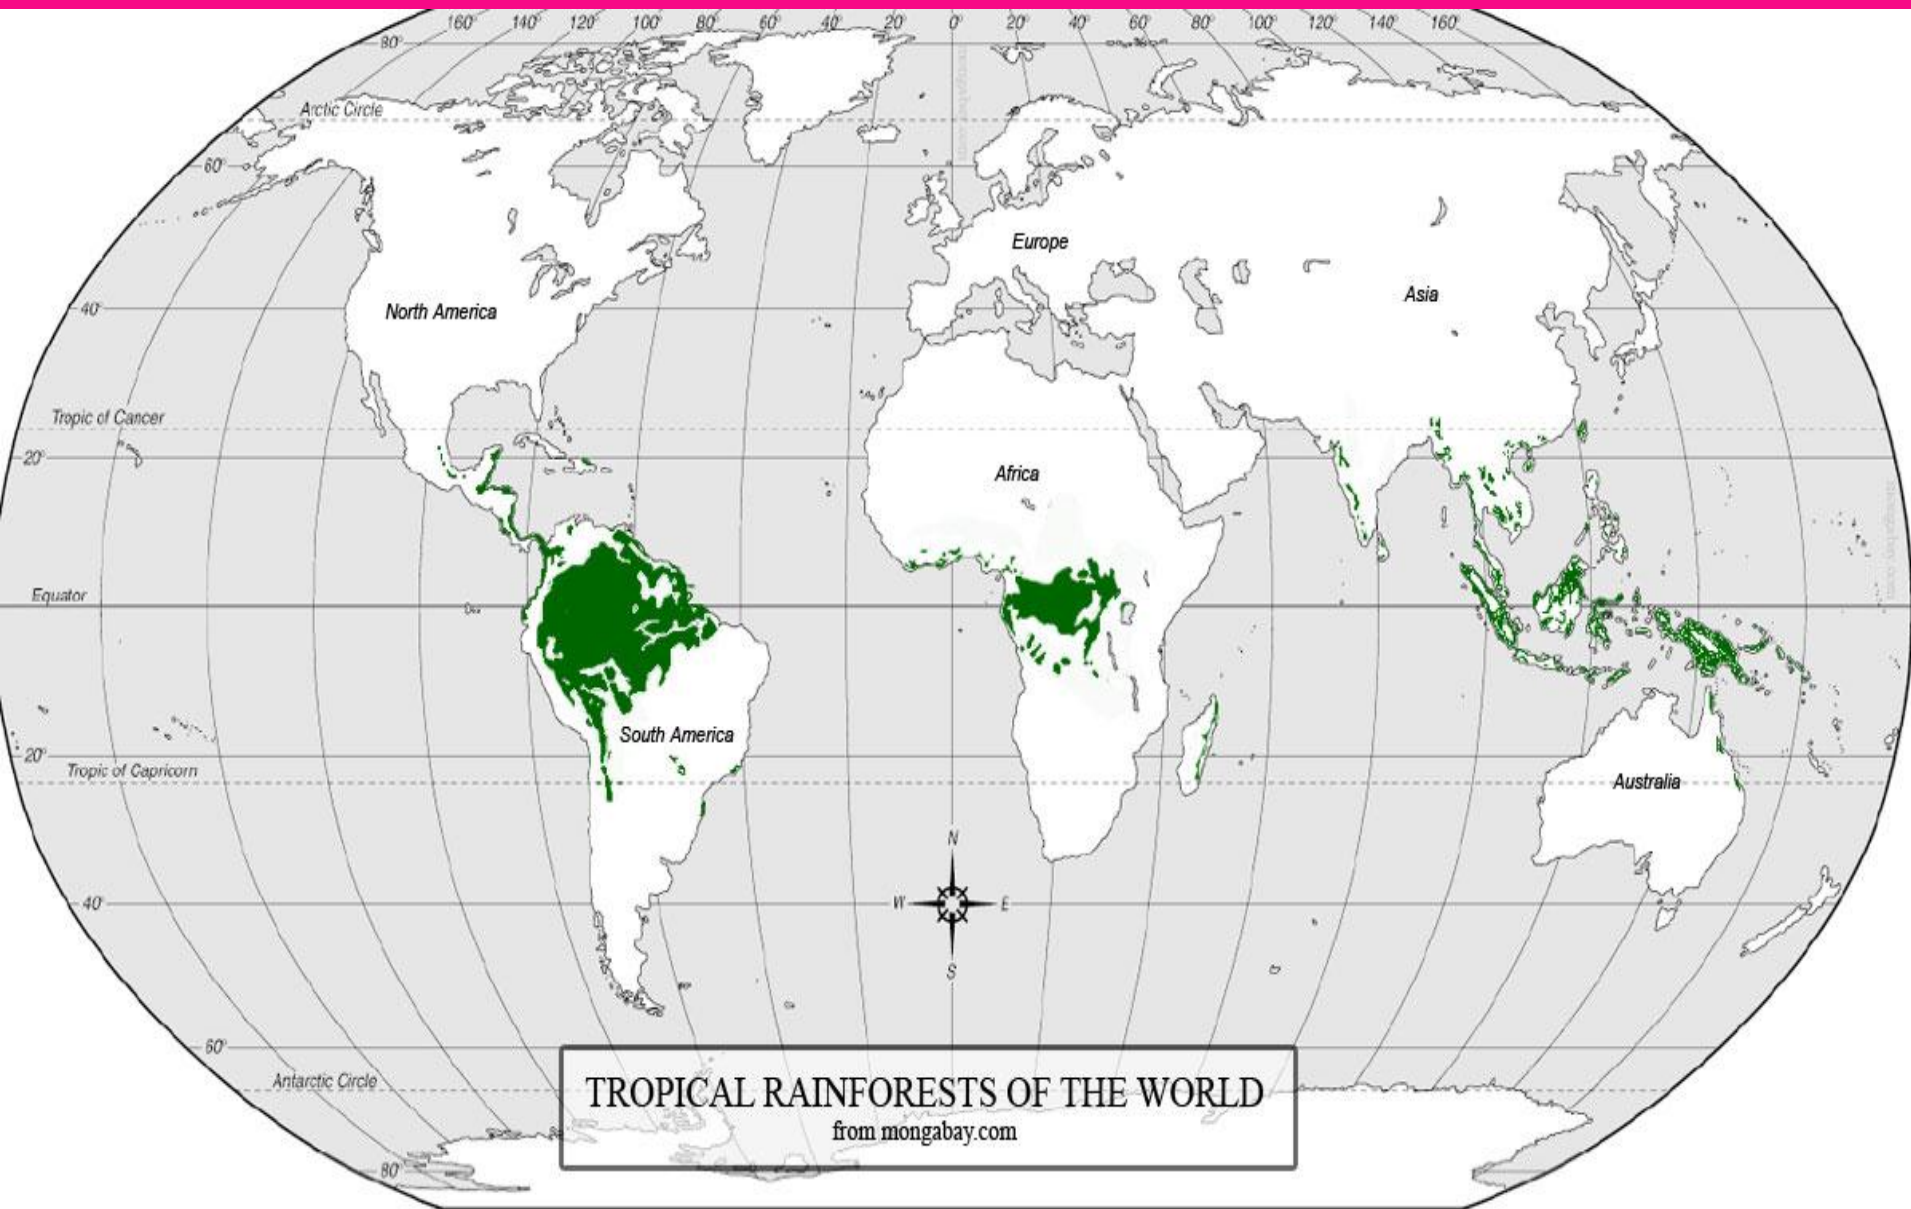 160° 140° 120° 100° 80° 60° 40° 20° 0° 20° 40° 60° 80° 100° 120° 140° 160°
80°
Arctic Circle
60°
Europe
Asia
40°
North America
Tropic of Cancer
20°
Africa
Equator
South America
20°
Tropic of Capricorn
Australia
N
40°
W E
S
60°
Antarctic Circle
TROPICAL RAINFORESTS OF THE WORLD
from mongabay.com
80°